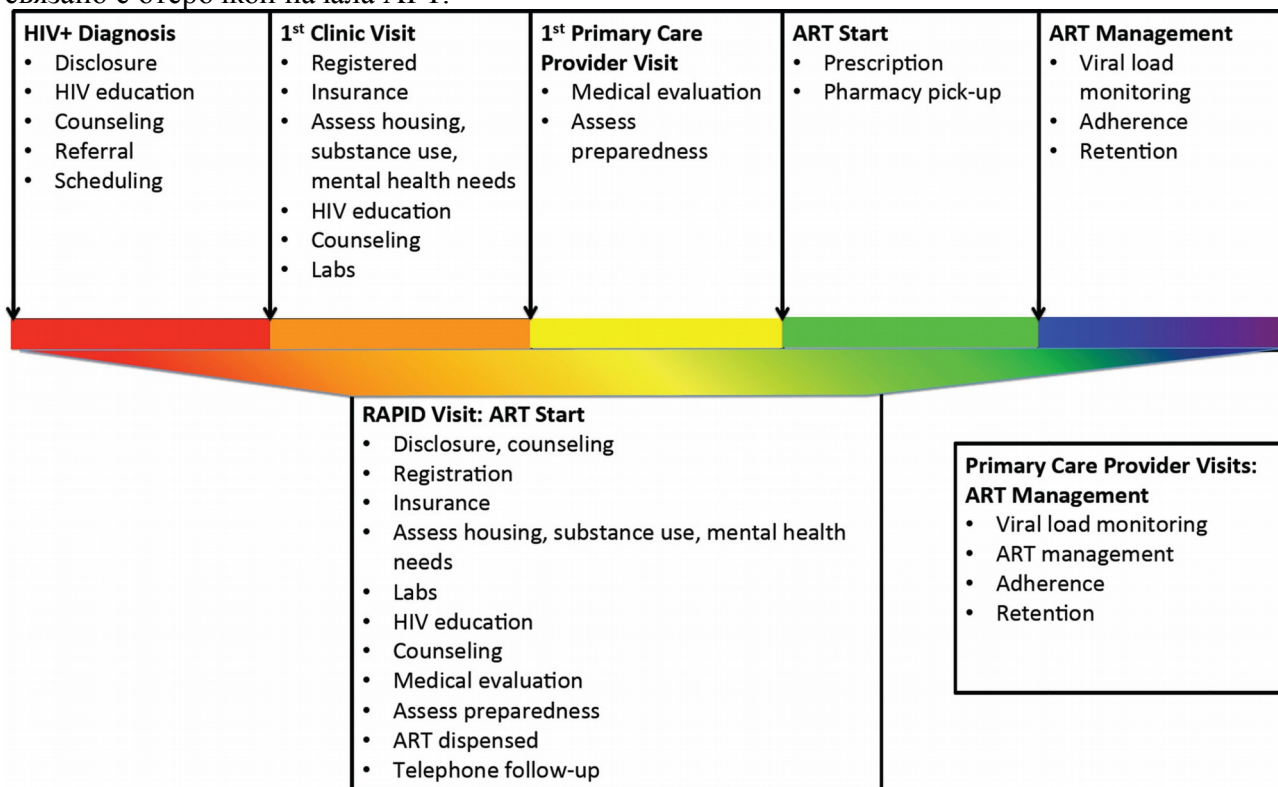 связано с отсрочкой начала АРТ.
HIV+ Diagnosis
• Disclosure
• HIV education
• Counseling
• Referral
• Scheduling
1st Clinic Visit
• Registered
• Insurance
• Assess housing,
substance use,
mental health needs
• HIV education
• Counseling
• Labs
1st Primary Care
Provider Visit
• Medical evaluation
• Assess
preparedness
ART Start
• Prescription
• Pharmacy pick-up
ART Management
• Viral load
monitoring
• Adherence
• Retention
RAPID Visit: ART Start
• Disclosure, counseling
• Registration
• Insurance
• Assess housing, substance use, mental health
needs
• Labs
• HIV education
• Counseling
• Medical evaluation
• Assess preparedness
• ART dispensed
• Telephone follow-up
Primary Care Provider Visits:
ART Management
• Viral load monitoring
• ART management
• Adherence
• Retention